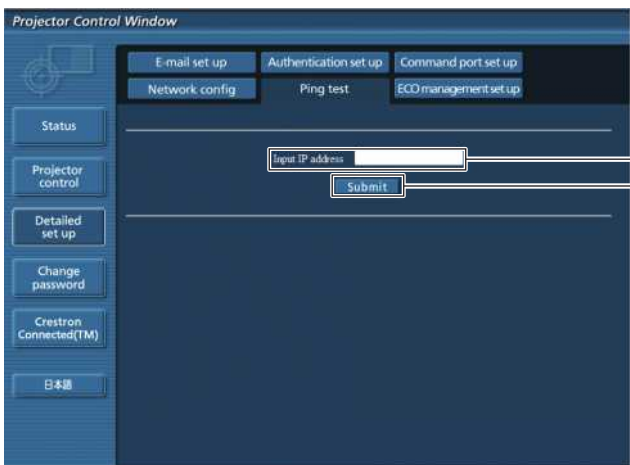 Projector Control Window
E-mail set up
Authentication set up
Command port set up
Network config
Ping test
ECO management set up
Status
Projector
control
Detailed
set up
Change
password
Crestron
Connected(TM)
日本語
Input IP address
Submit